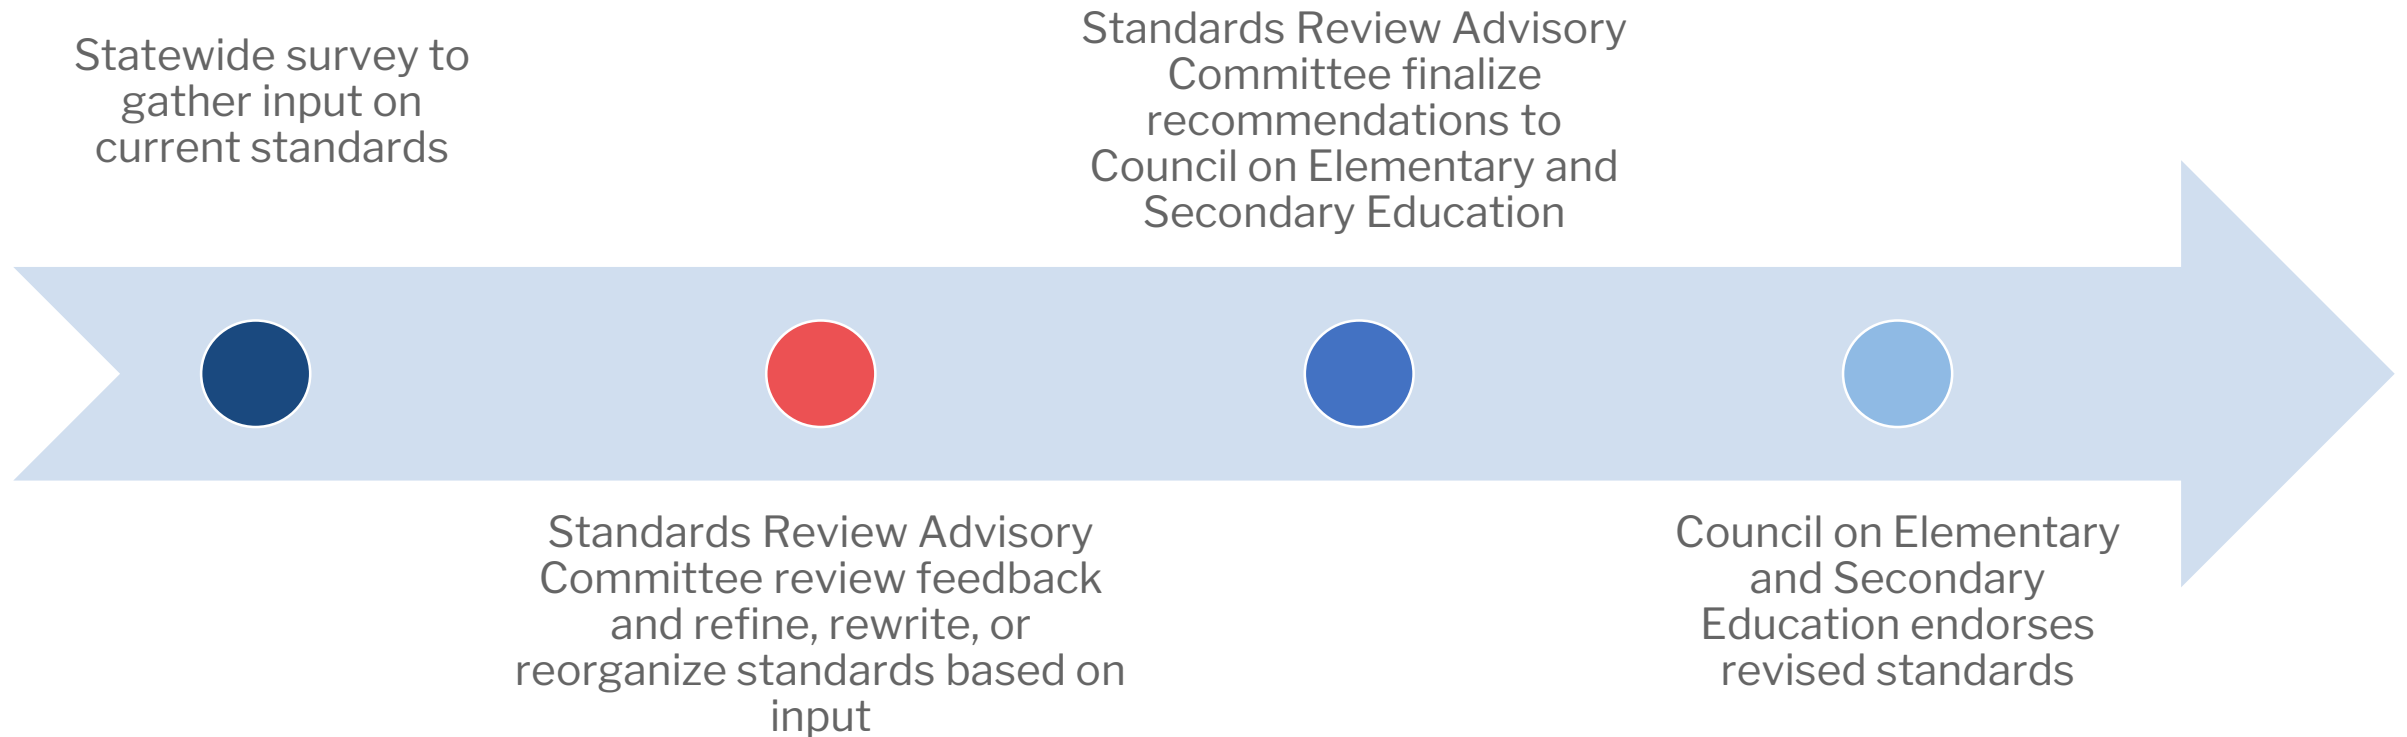 Statewide survey to
gather input on
current standards
Standards Review Advisory
Committee review feedback
and refine, rewrite, or
reorganize standards based on
input
Standards Review Advisory
Committee finalize
recommendations to
Council on Elementary and
Secondary Education
Council on Elementary
and Secondary
Education endorses
revised standards